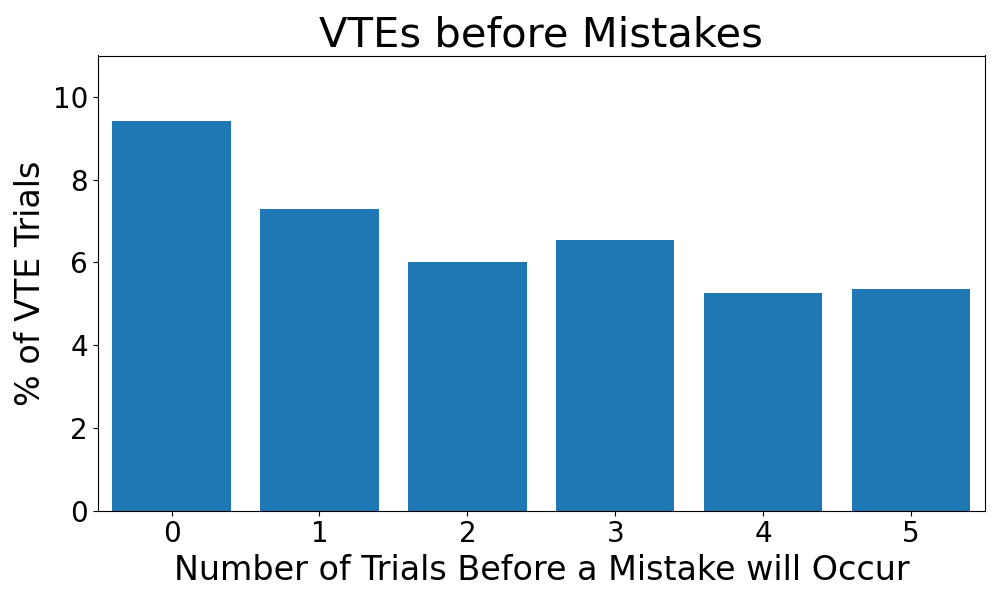 VTEs before Mistakes
% of VTE Trials
10
8
6
4
2
0
0 1 2 3 4 5
Number of Trials Before a Mistake will Occur